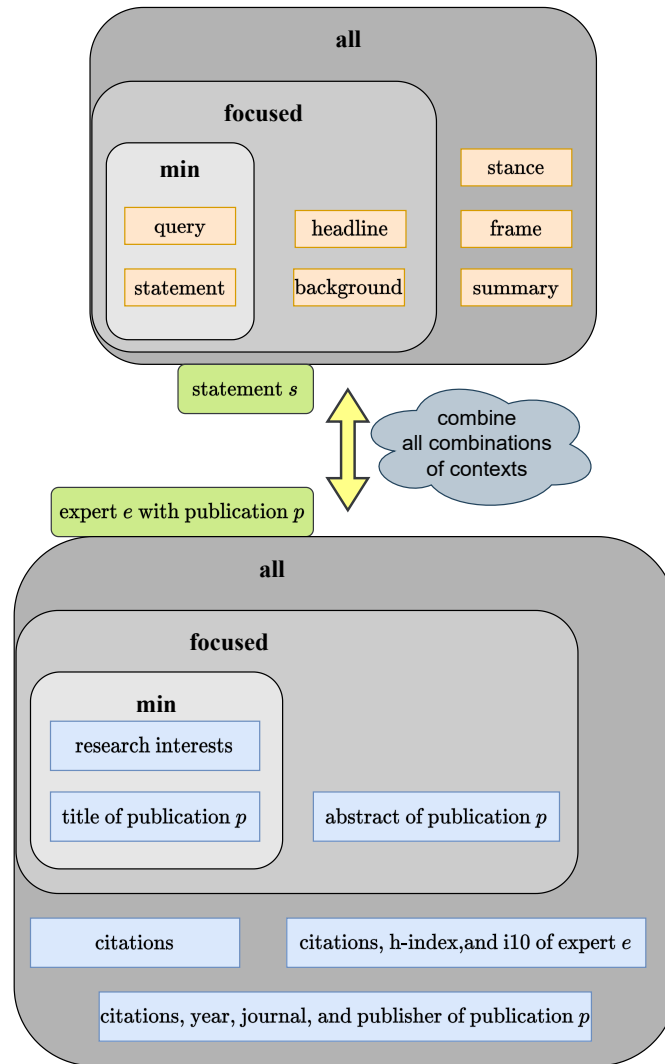 all
focused
min
query
statement
headline
background
stance
frame
summary
statement s
combine
all combinations
of contexts
expert e with publication p
all
focused
min
research interests
title of publication p
abstract of publication p
citations
citations, h-index,and i10 of expert e
citations, year, journal, and publisher of publication p